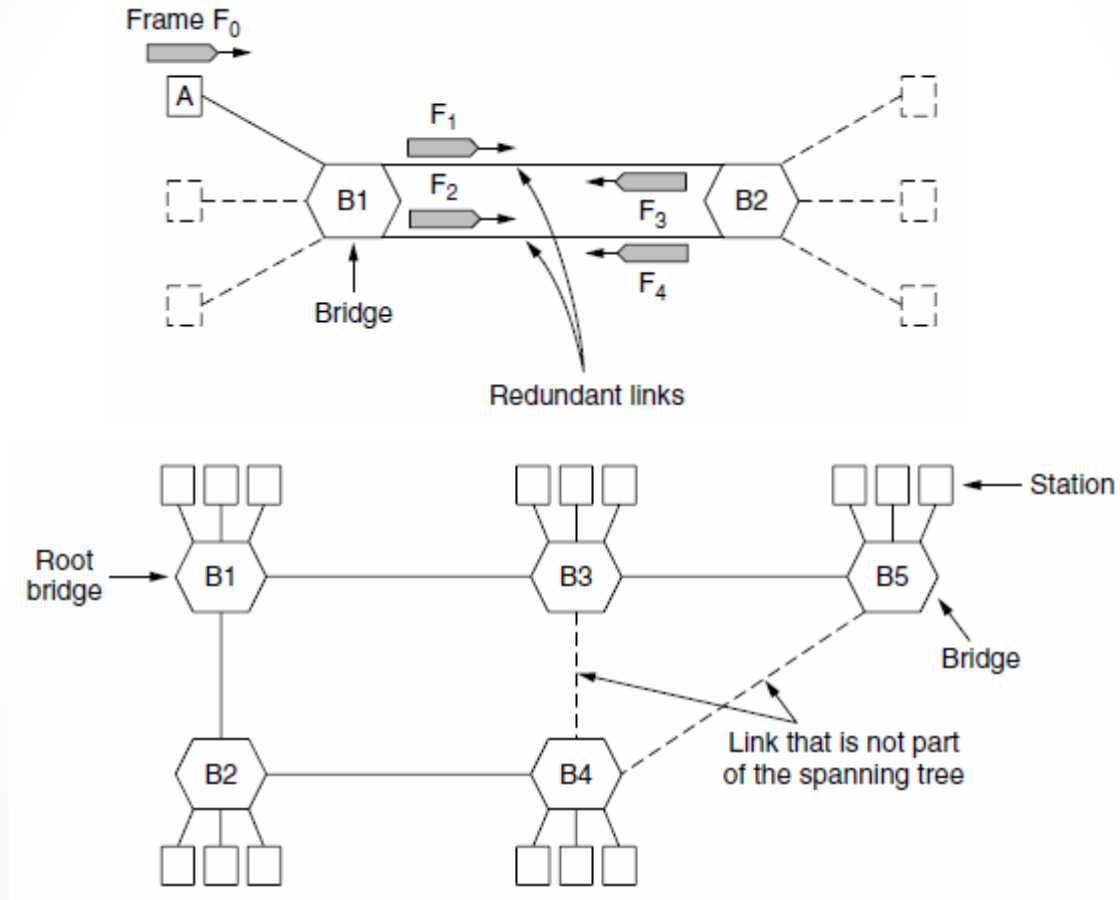 Frame F₀
A
F₁
F₂
B1
B2
F₃
F₄
Bridge
Redundant links
Station
Root
bridge
B1
B3
B5
Bridge
Link that is not part
of the spanning tree
B2
B4